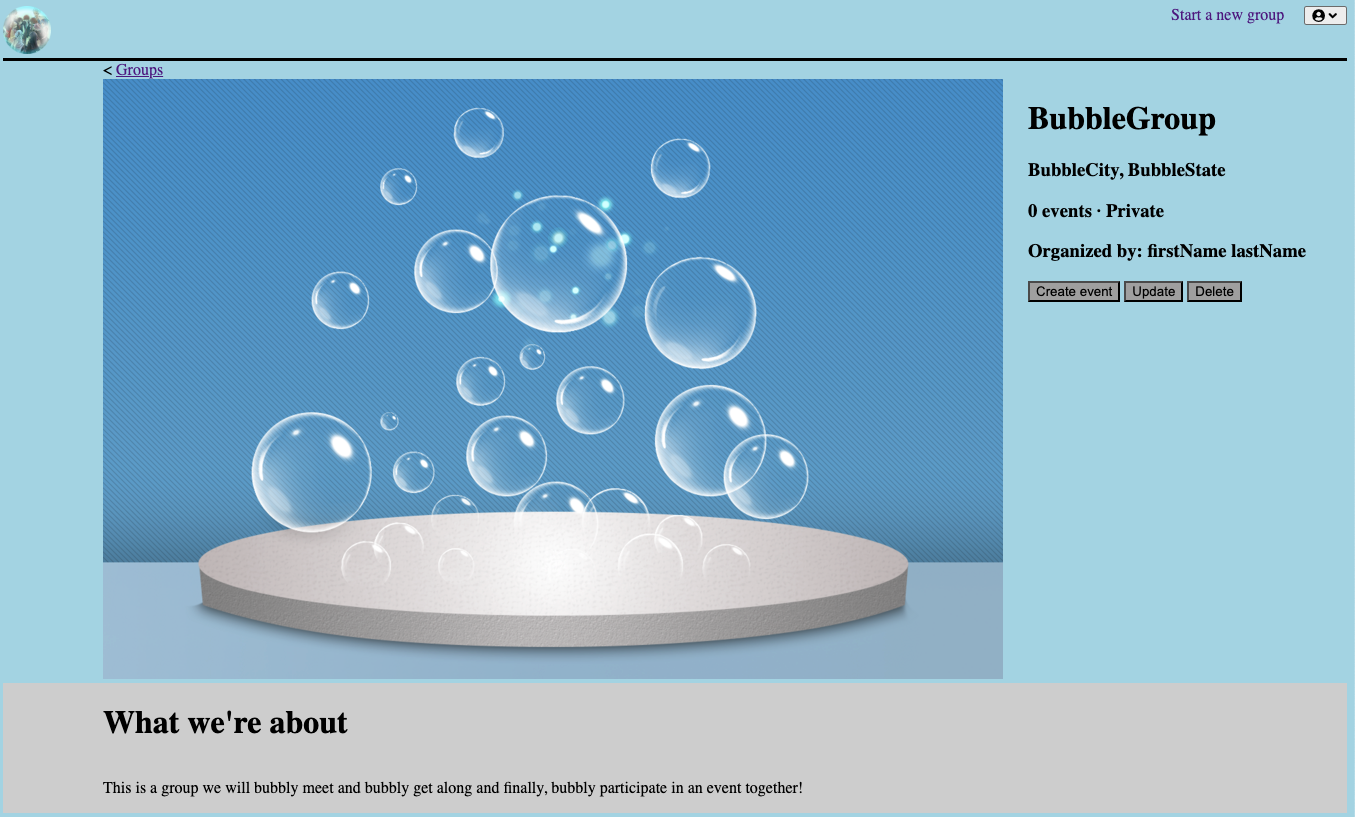 Start a new group
< Groups
BubbleGroup
BubbleCity, BubbleState
0 events · Private
Organized by: firstName lastName
Create event Update Delete
What we're about
This is a group we will bubbly meet and bubbly get along and finally, bubbly participate in an event together!